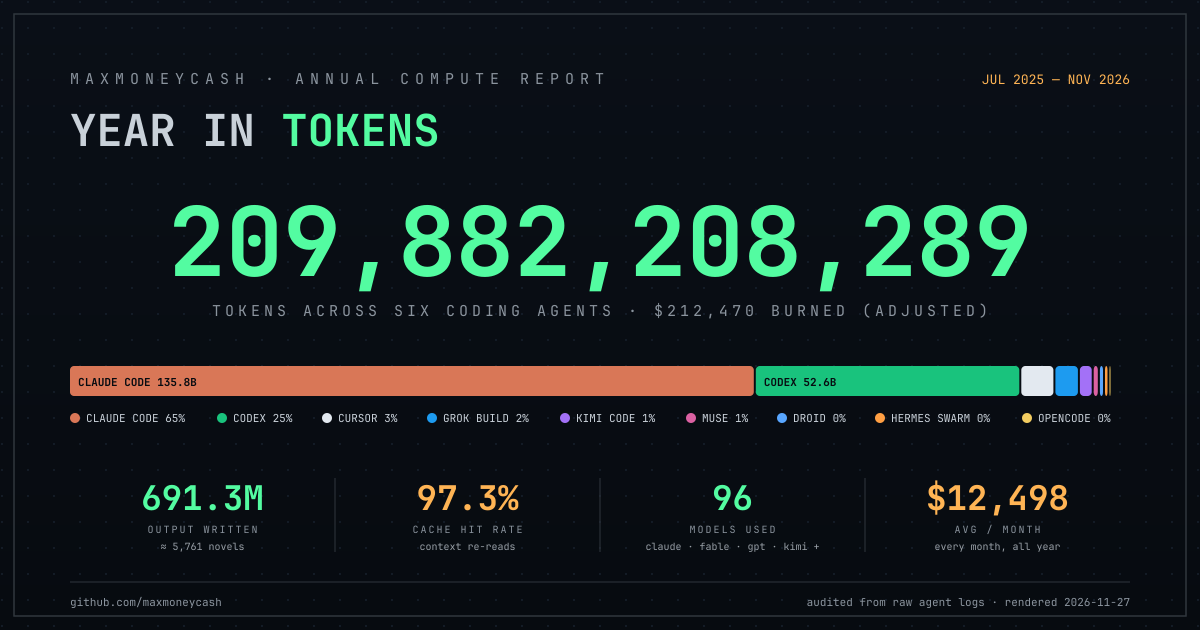 MAXMONEYCASH · ANNUAL COMPUTE REPORT
JUL 2025 — NOV 2026
YEAR IN TOKENS
209,882,208,289
TOKENS ACROSS SIX CODING AGENTS · $212,470 BURNED (ADJUSTED)
CLAUDE CODE 135.8B
CODEX 52.6B
CLAUDE CODE 65%
CODEX 25%
CURSOR 3%
GROK BUILD 2%
KIMI CODE 1%
MUSE 1%
DROID 0%
HERMES SWARM 0%
OPENCODE 0%
691.3M
OUTPUT WRITTEN
≈ 5,761 novels
97.3%
CACHE HIT RATE
context re-reads
96
MODELS USED
claude · fable · gpt · kimi +
$12,498
AVG / MONTH
every month, all year
github.com/maxmoneycash
audited from raw agent logs · rendered 2026-11-27